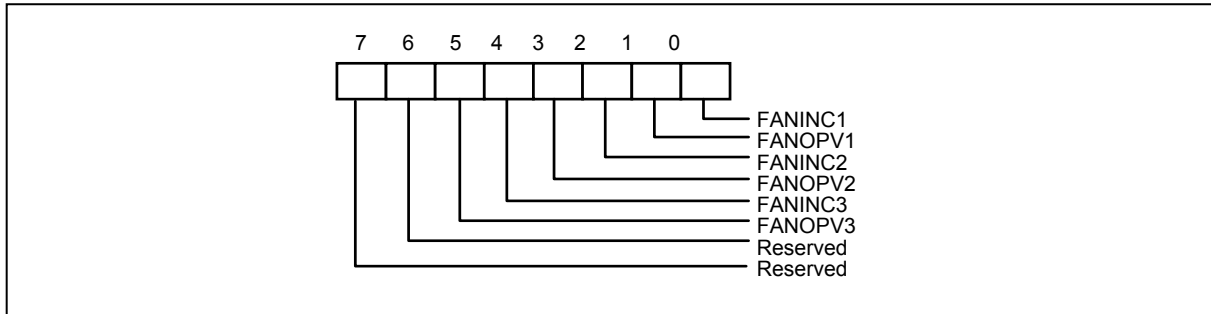 7 6 5 4 3 2 1 0
FANINC1
FANOPV1
FANINC2
FANOPV2
FANINC3
FANOPV3
Reserved
Reserved